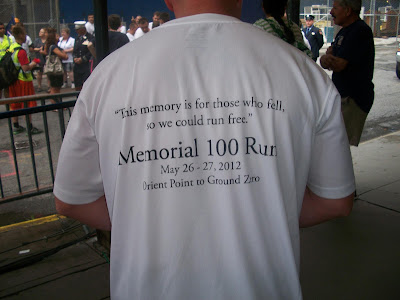 "This memory is for those who fell,
so we could run free."
Memorial 100 Run
May 26 - 27, 2012
Orient Point to Ground Zero